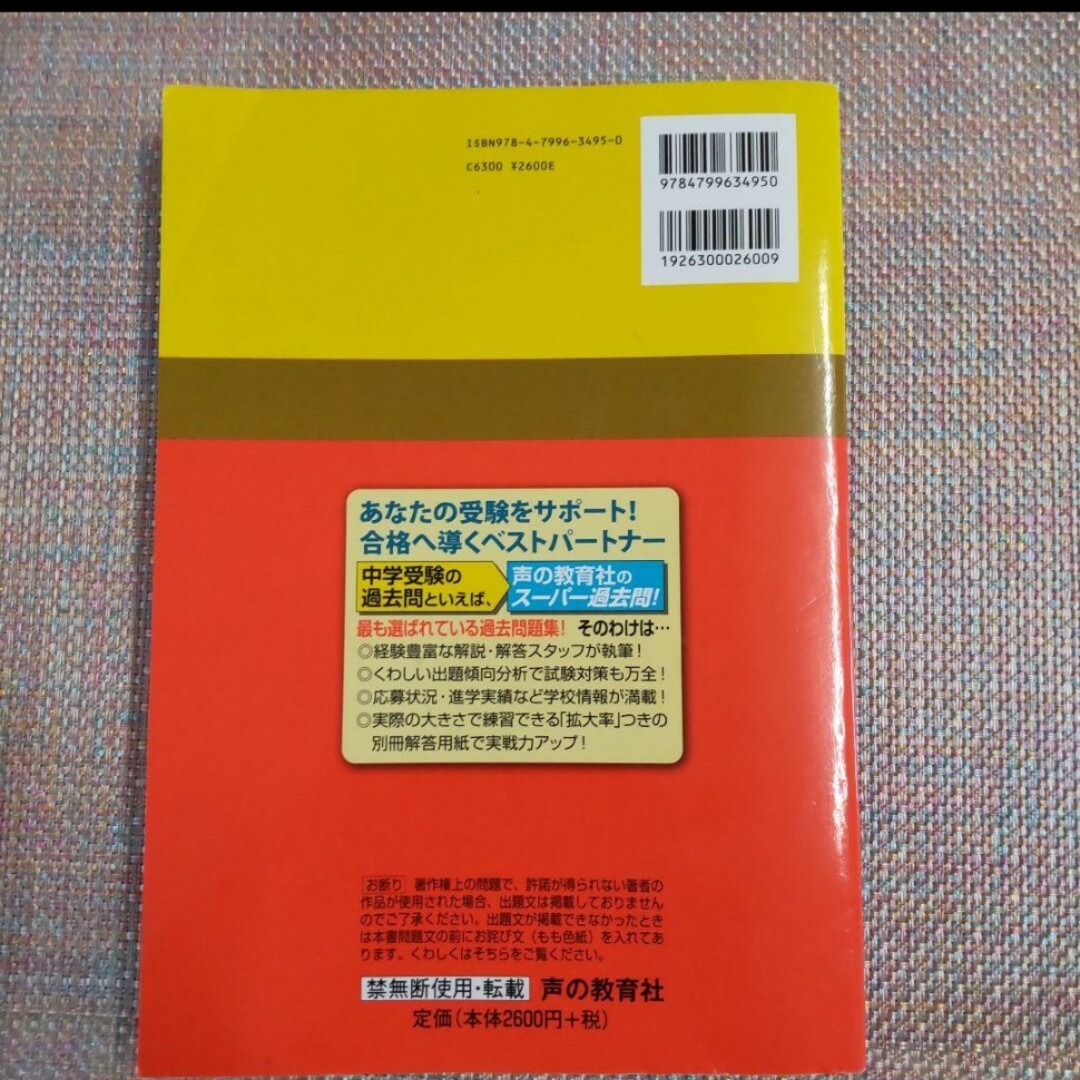 ISBN978-4-7996-3495-0
C6300 ¥2600E
9784799634950
1926300026009
あなたの受験をサポート!
合格へ導くベストパートナー
中学受験の
過去問といえば、
声の教育社の
スーパー過去問!
最も選ばれている過去問題集! そのわけは…
◎経験豊富な解説・解答スタッフが執筆!
◎くわしい出題傾向分析で試験対策も万全!
◎応募状況・進学実績など学校情報が満載!
◎実際の大きさで練習できる「拡大率」つきの
別冊解答用紙で実戦力アップ!
お断り 著作権上の問題で、許諾が得られない著者の
作品が使用された場合、出題文は掲載しておりません
のでご了承ください。出題文が掲載できなかったとき
は本書問題文の前にお詫び文(もも色紙)を入れてあ
ります。くわしくはそちらをご覧ください。
禁無断使用・転載 声の教育社
定価(本体2600円+税)